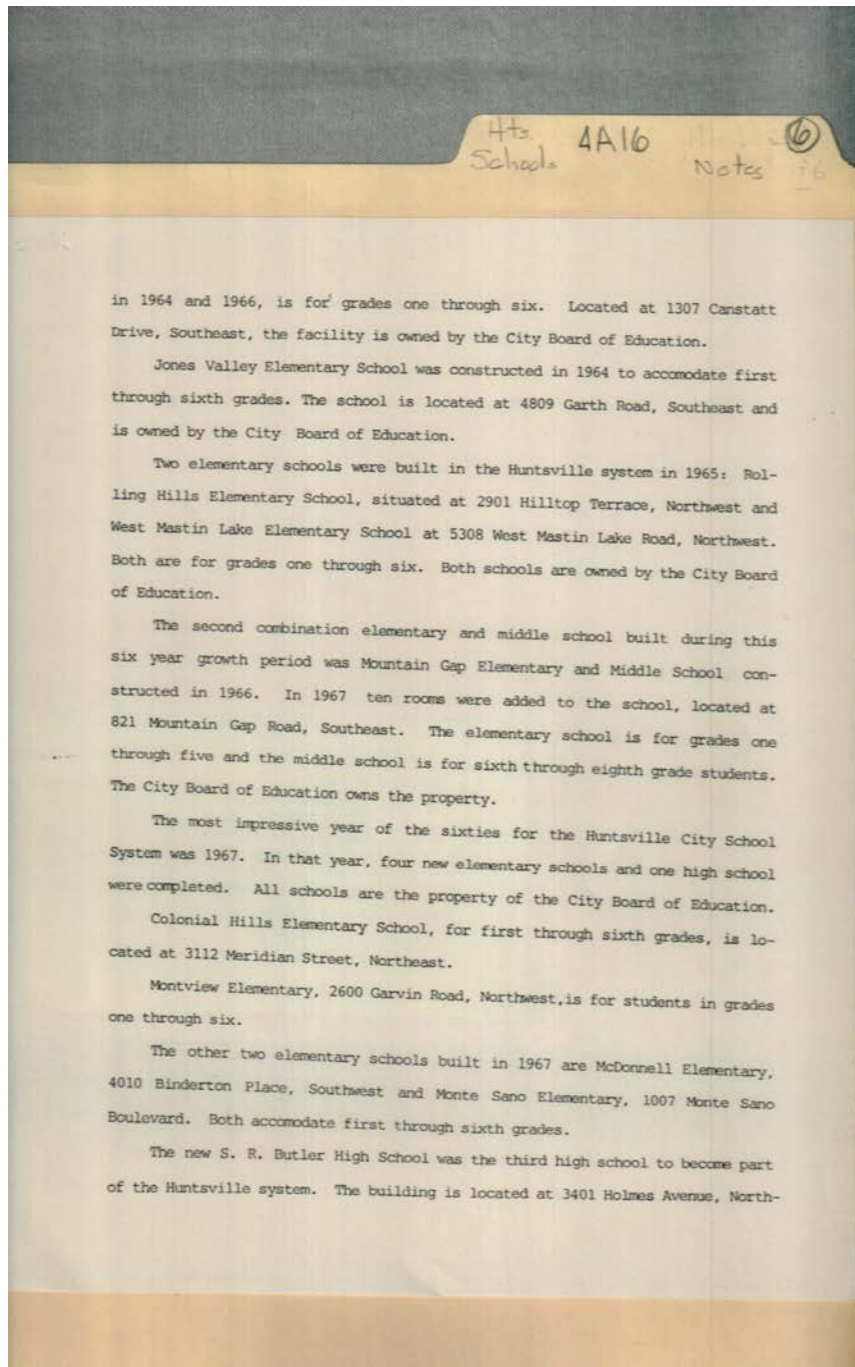 Hts. 4A16 6
Schools Notes
in 1964 and 1966, is for grades one through six. Located at 1307 Canstatt
Drive, Southeast, the facility is owned by the City Board of Education.
Jones Valley Elementary School was constructed in 1964 to accomodate first
through sixth grades. The school is located at 4809 Garth Road, Southeast and
is owned by the City Board of Education.
Two elementary schools were built in the Huntsville system in 1965: Rol-
ling Hills Elementary School, situated at 2901 Hilltop Terrace, Northwest and
West Mastin Lake Elementary School at 5308 West Mastin Lake Road, Northwest.
Both are for grades one through six. Both schools are owned by the City Board
of Education.
The second combination elementary and middle school built during this
six year growth period was Mountain Gap Elementary and Middle School con-
structed in 1966. In 1967 ten rooms were added to the school, located at
821 Mountain Gap Road, Southeast. The elementary school is for grades one
through five and the middle school is for sixth through eighth grade students.
The City Board of Education owns the property.
The most impressive year of the sixties for the Huntsville City School
System was 1967. In that year, four new elementary schools and one high school
were completed. All schools are the property of the City Board of Education.
Colonial Hills Elementary School, for first through sixth grades, is lo-
cated at 3112 Meridian Street, Northeast.
Montview Elementary, 2600 Garvin Road, Northwest, is for students in grades
one through six.
The other two elementary schools built in 1967 are McDonnell Elementary,
4010 Binderton Place, Southwest and Monte Sano Elementary, 1007 Monte Sano
Boulevard. Both accomodate first through sixth grades.
The new S. R. Butler High School was the third high school to become part
of the Huntsville system. The building is located at 3401 Holmes Avenue, North-